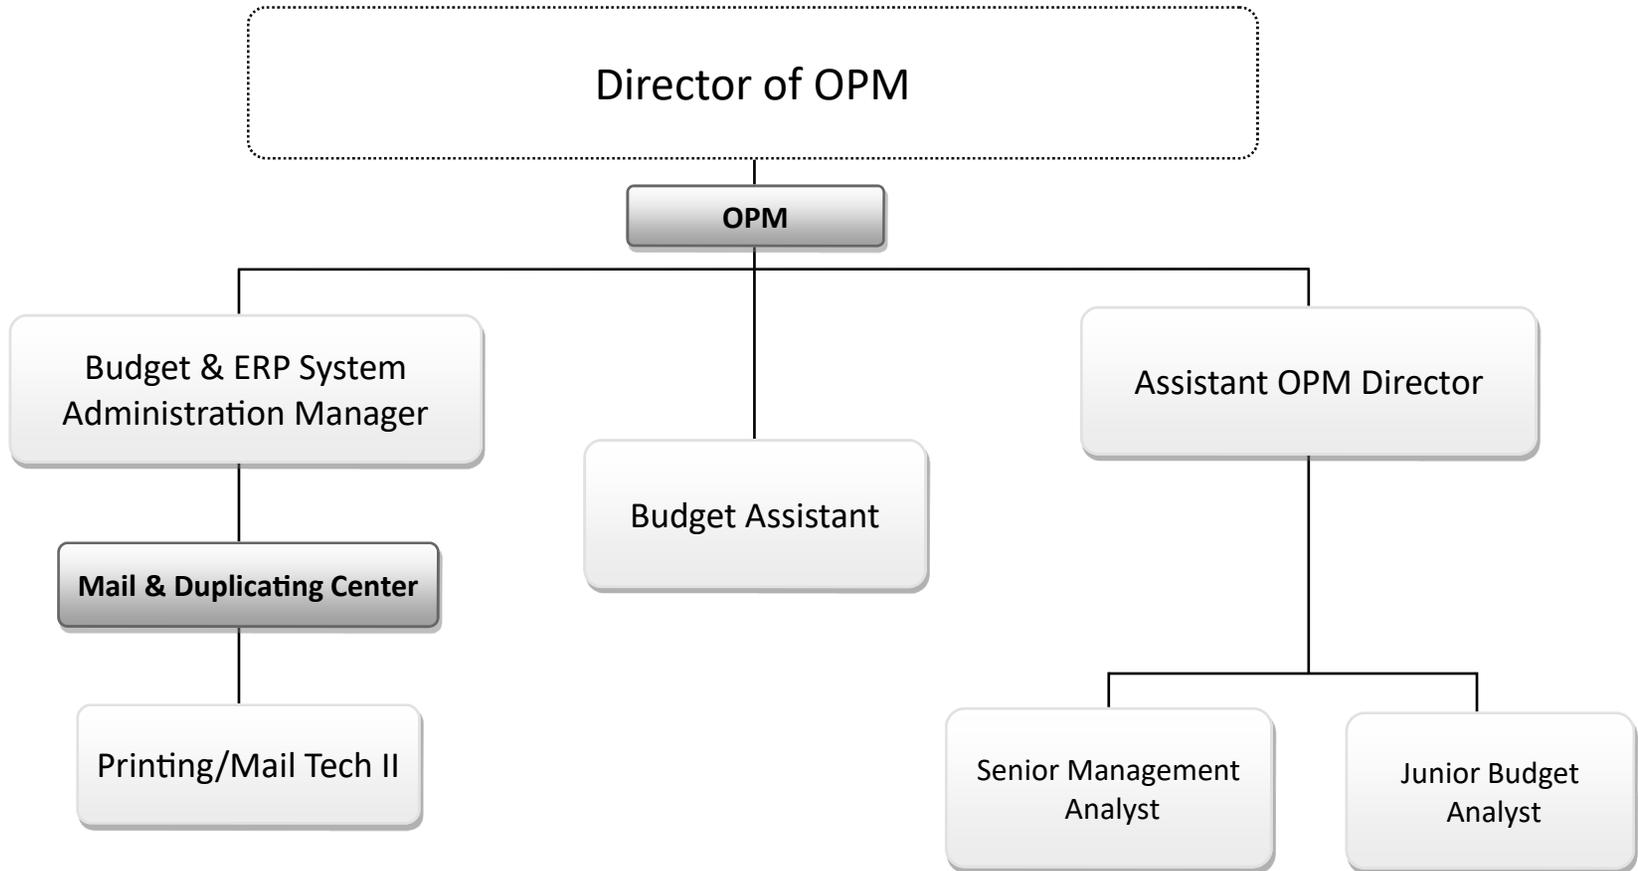 Director of OPM
OPM
Budget & ERP System
Administration Manager
Assistant OPM Director
Budget Assistant
Mail & Duplicating Center
Printing/Mail Tech II
Senior Management
Analyst
Junior Budget
Analyst